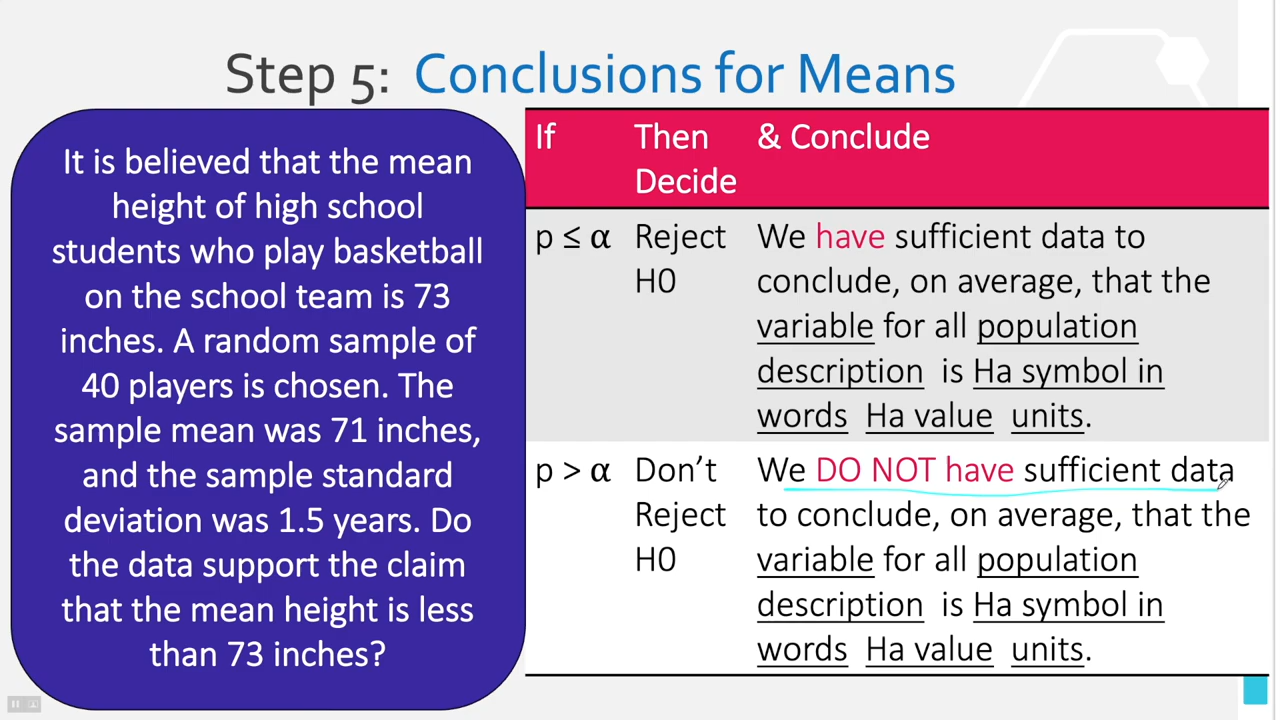 Step 5: Conclusions for Means
It is believed that the mean
height of high school
students who play basketball
on the school team is 73
inches. A random sample of
40 players is chosen. The
sample mean was 71 inches,
and the sample standard
deviation was 1.5 years. Do
the data support the claim
that the mean height is less
than 73 inches?
If Then & Conclude
Decide
p ≤ α Reject We have sufficient data to
H0 conclude, on average, that the
variable for all population
description is Ha symbol in
words Ha value units.
p > α Don’t We DO NOT have sufficient data
Reject to conclude, on average, that the
H0 variable for all population
description is Ha symbol in
words Ha value units.